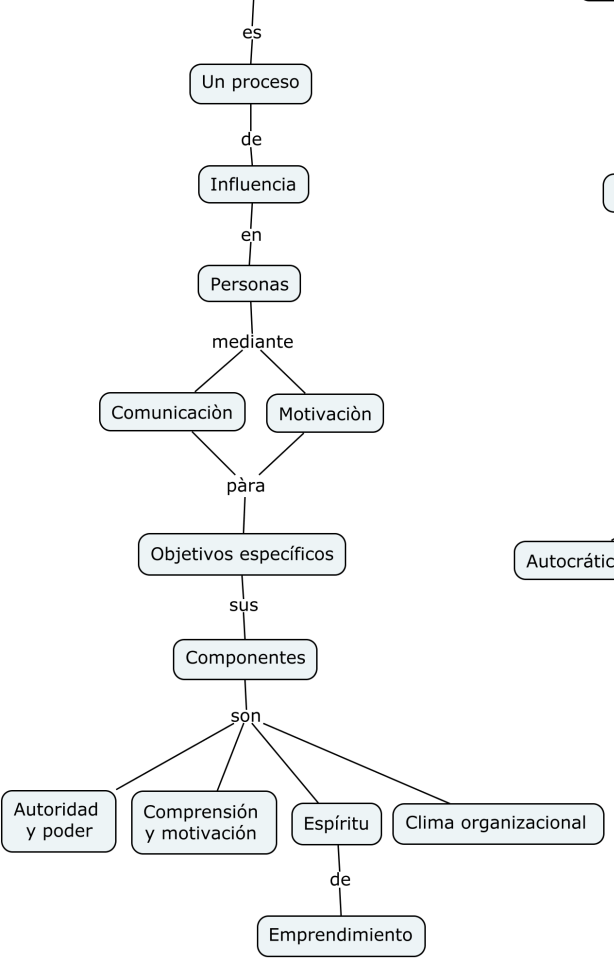 es
Un proceso
de
Influencia
en
Personas
mediante
Comunicaciòn
Motivaciòn
pàra
Objetivos específicos
sus
Componentes
son
Autoridad
y poder
Comprensión
y motivación
Espíritu
Clima organizacional
de
Emprendimiento
Autocrátic